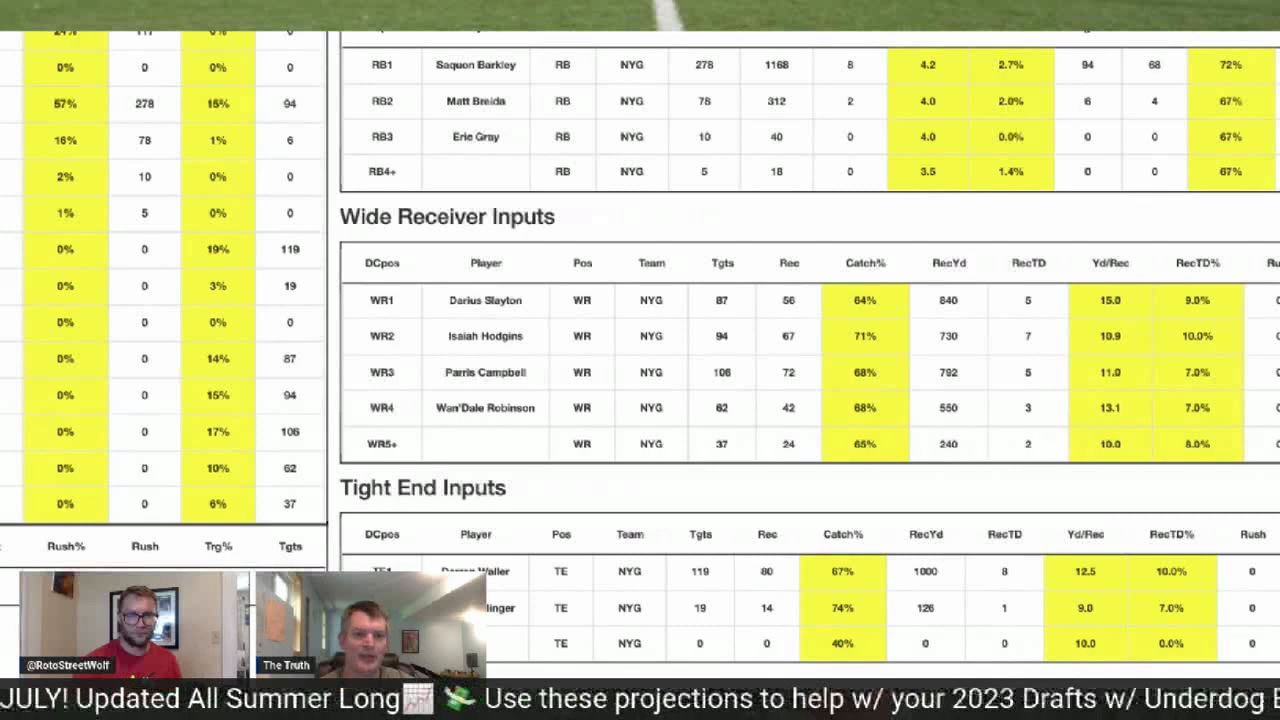 24% 117 0% 0
0% 0 0% 0
57% 278 15% 94
16% 78 1% 6
2% 10 0% 0
1% 5 0% 0
0% 0 19% 119
0% 0 3% 19
0% 0 0% 0
0% 0 14% 87
0% 0 15% 94
0% 0 17% 106
0% 0 10% 62
0% 0 6% 37
Rush% Rush Trg% Tgts
RB1 Saquon Barkley RB NYG 278 1168 8 4.2 2.7% 94 68 72%
RB2 Matt Breida RB NYG 78 312 2 4.0 2.0% 6 4 67%
RB3 Eric Gray RB NYG 10 40 0 4.0 0.0% 0 0 67%
RB4+ RB NYG 5 18 0 3.5 1.4% 0 0 67%
Wide Receiver Inputs
DCpos Player Pos Team Tgts Rec Catch% RecYd RecTD Yd/Rec RecTD% Ru
WR1 Darius Slayton WR NYG 87 56 64% 840 5 15.0 9.0%
WR2 Isaiah Hodgins WR NYG 94 67 71% 730 7 10.9 10.0%
WR3 Parris Campbell WR NYG 106 72 68% 792 5 11.0 7.0%
WR4 Wan'Dale Robinson WR NYG 62 42 68% 550 3 13.1 7.0%
WR5+ WR NYG 37 24 65% 240 2 10.0 8.0%
Tight End Inputs
DCpos Player Pos Team Tgts Rec Catch% RecYd RecTD Yd/Rec RecTD% Rush
TE1 Darren Waller TE NYG 119 80 67% 1000 8 12.5 10.0% 0
linger TE NYG 19 14 74% 126 1 9.0 7.0% 0
TE NYG 0 0 40% 0 0 10.0 0.0% 0
@RotoStreetWolf
The Truth
JULY! Updated All Summer Long📈 💸 Use these projections to help w/ your 2023 Drafts w/ Underdog